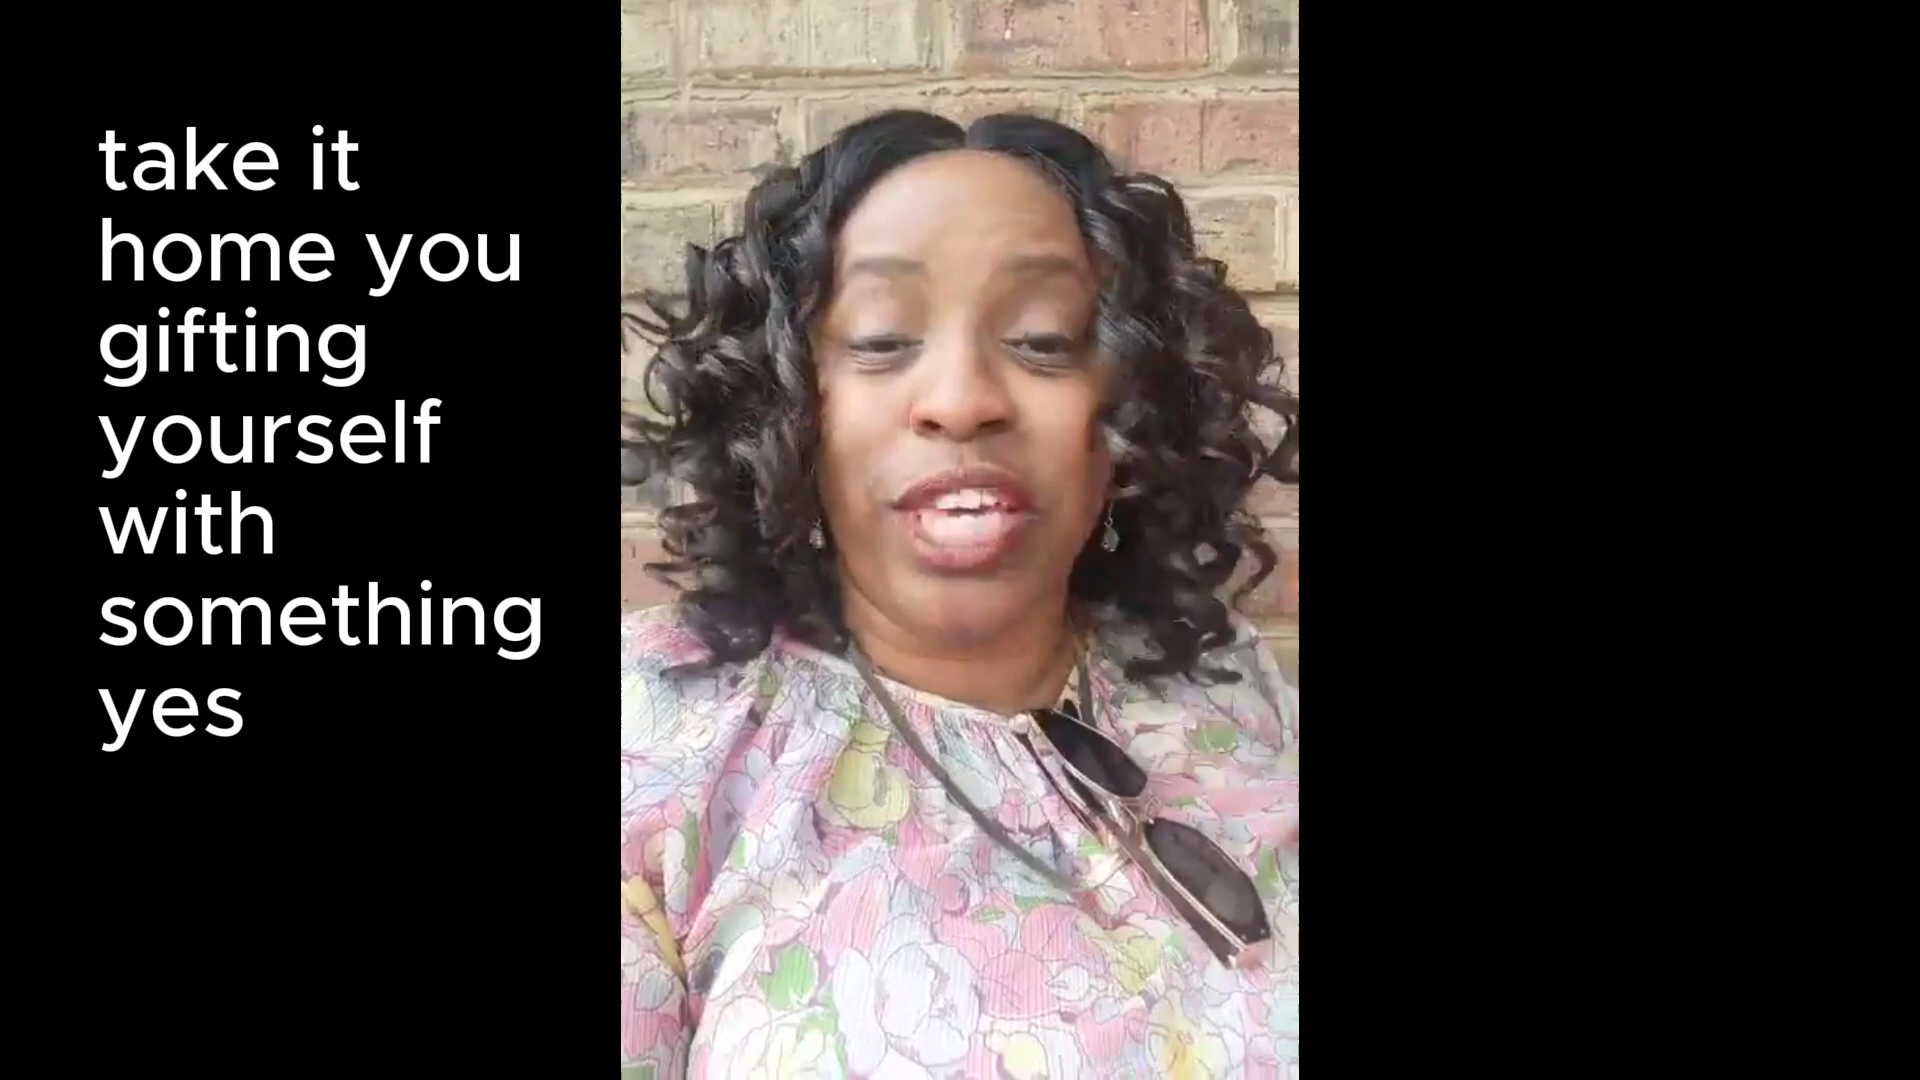 take it
home you
gifting
yourself
with
something
yes